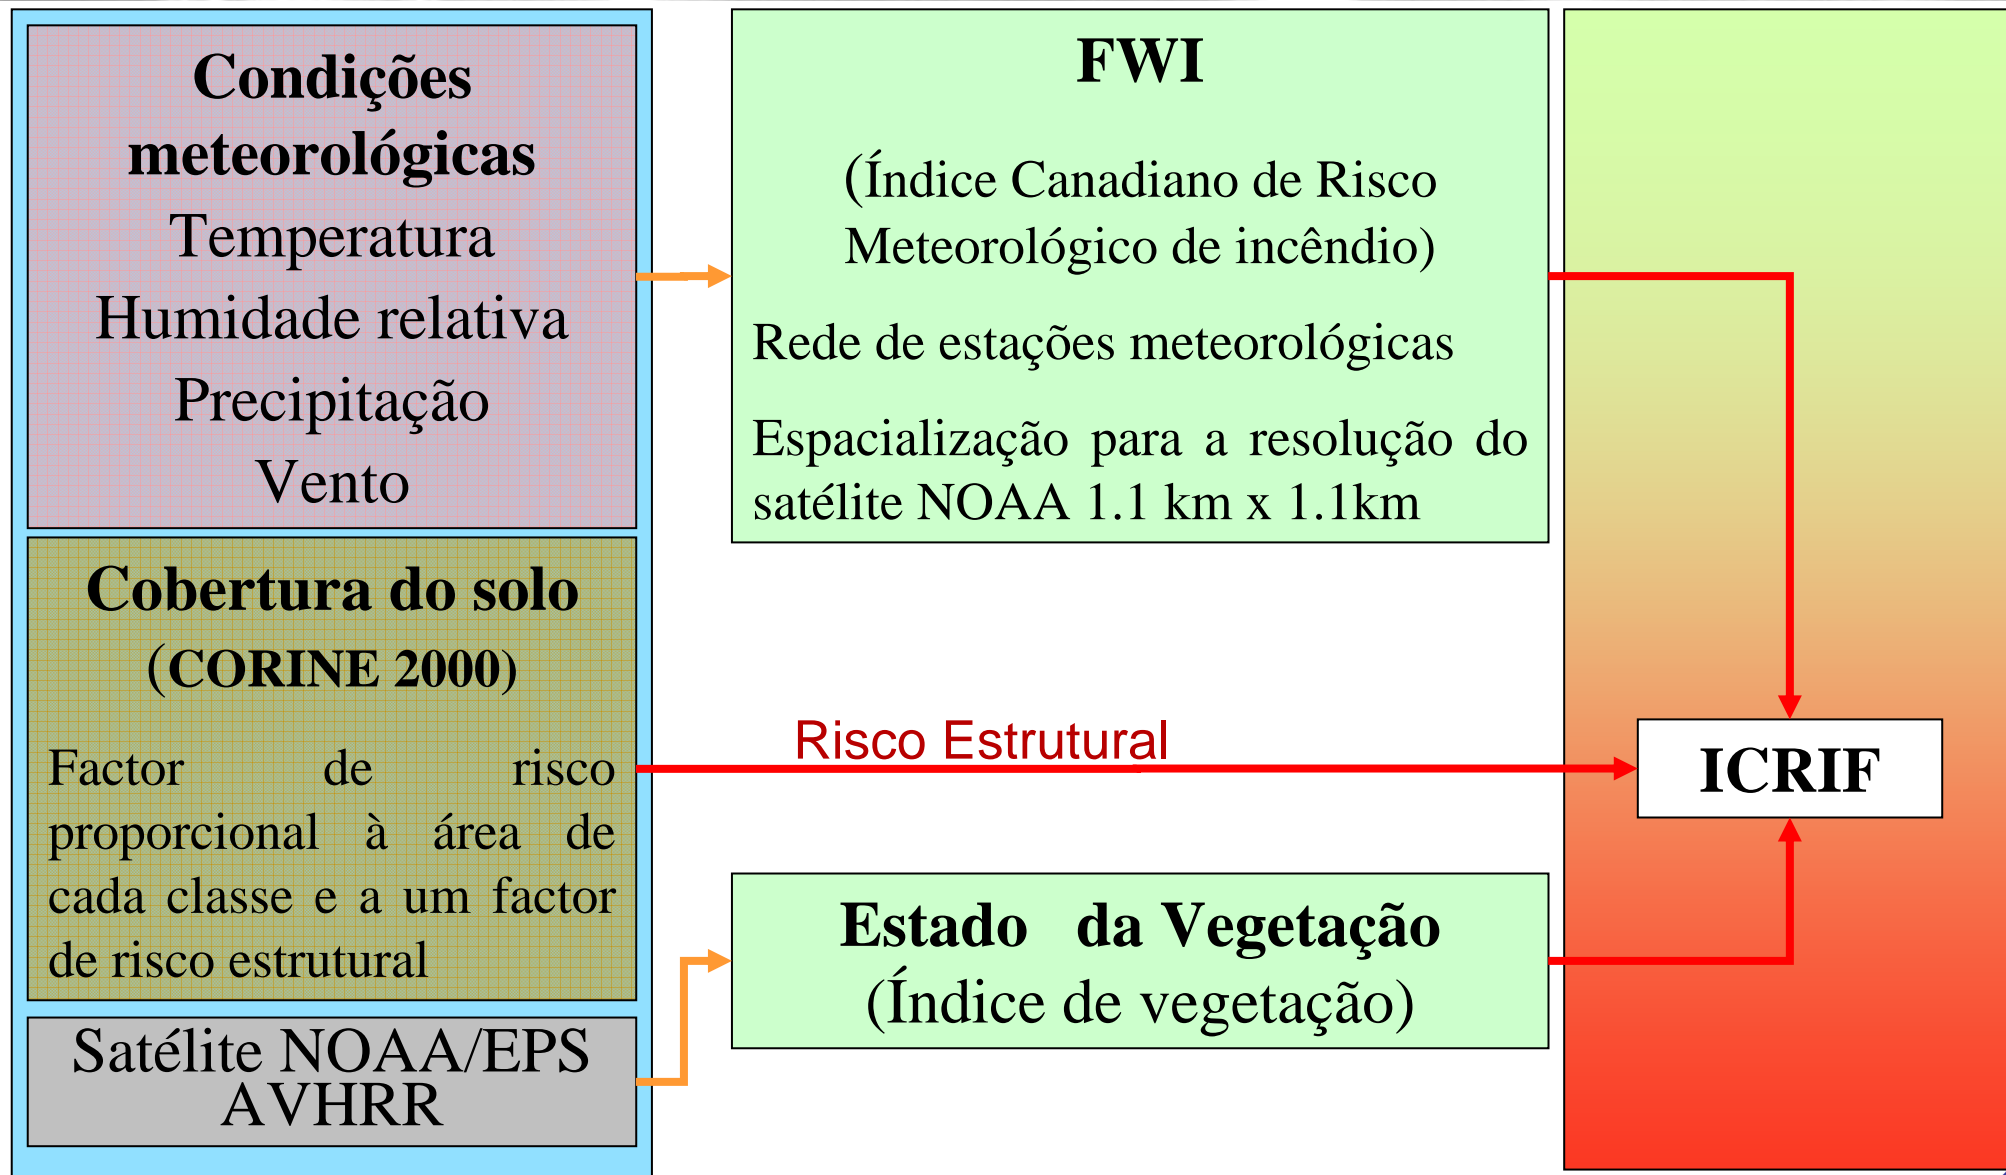 Condições
meteorológicas
Temperatura
Humidade relativa
Precipitação
Vento
Cobertura do solo
(CORINE 2000)
Factor de risco
proporcional à área de
cada classe e a um factor
de risco estrutural
Satélite NOAA/EPS
AVHRR
FWI
(Índice Canadiano de Risco
Meteorológico de incêndio)
Rede de estações meteorológicas
Espacialização para a resolução do
satélite NOAA 1.1 km x 1.1km
Risco Estrutural
Estado da Vegetação
(Índice de vegetação)
ICRIF